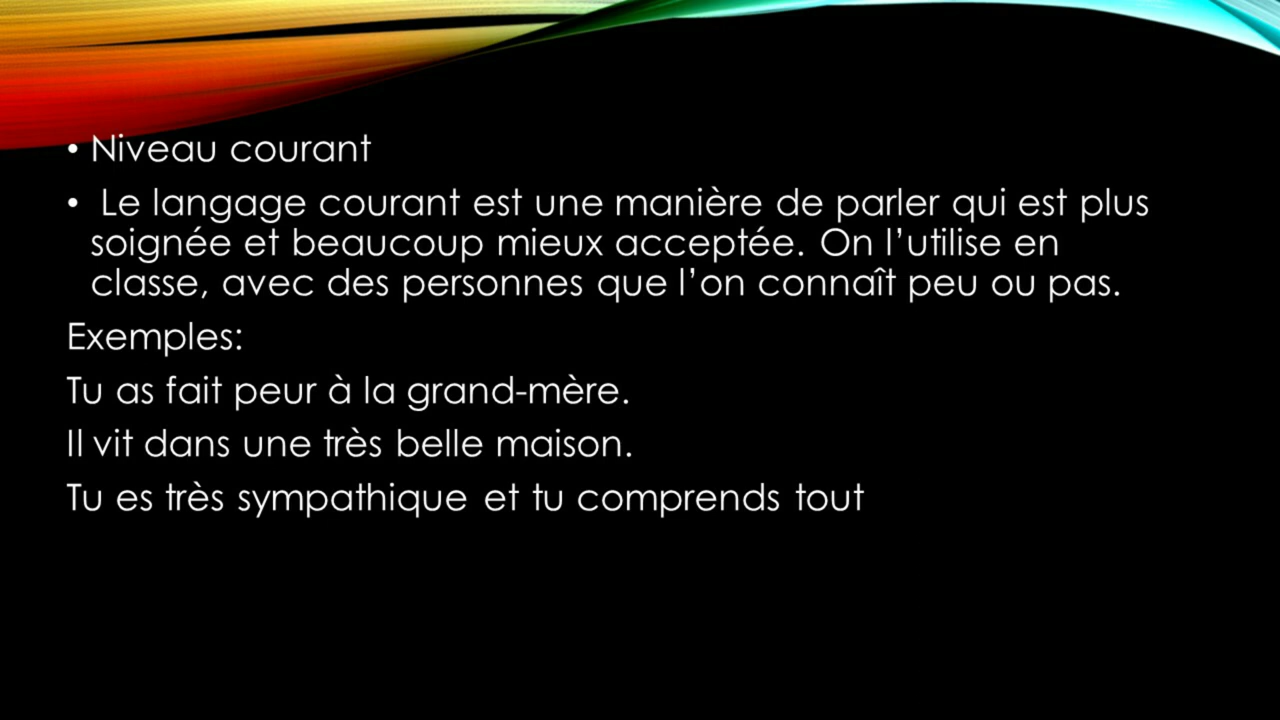 • Niveau courant
• Le langage courant est une manière de parler qui est plus
soignée et beaucoup mieux acceptée. On l’utilise en
classe, avec des personnes que l’on connaît peu ou pas.
Exemples:
Tu as fait peur à la grand-mère.
Il vit dans une très belle maison.
Tu es très sympathique et tu comprends tout